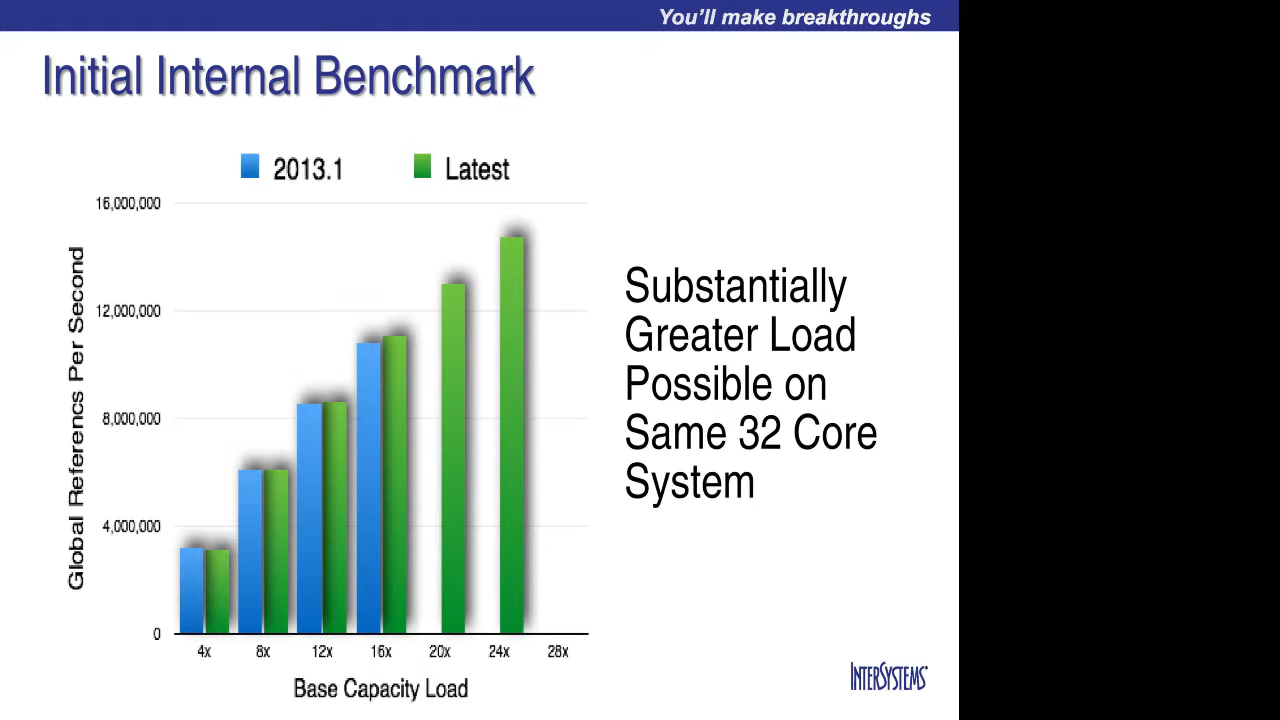 You'll make breakthroughs
Initial Internal Benchmark
2013.1
Latest
16,000,000
12,000,000
8,000,000
4,000,000
0
Global Referencs Per Second
4x
8x
12x
16x
20x
24x
28x
Base Capacity Load
Substantially
Greater Load
Possible on
Same 32 Core
System
INTERSYSTEMS